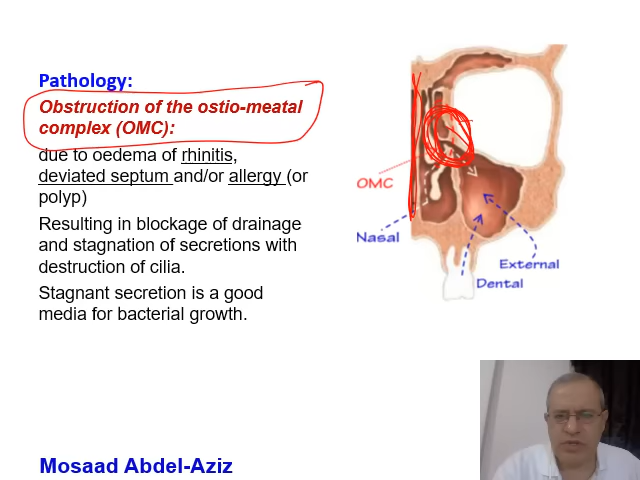 Pathology:
Obstruction of the ostio-meatal
complex (OMC):
due to oedema of rhinitis,
deviated septum and/or allergy (or
polyp)
Resulting in blockage of drainage
and stagnation of secretions with
destruction of cilia.
Stagnant secretion is a good
media for bacterial growth.
OMC
Nasal
External
Dental
Mosaad Abdel-Aziz